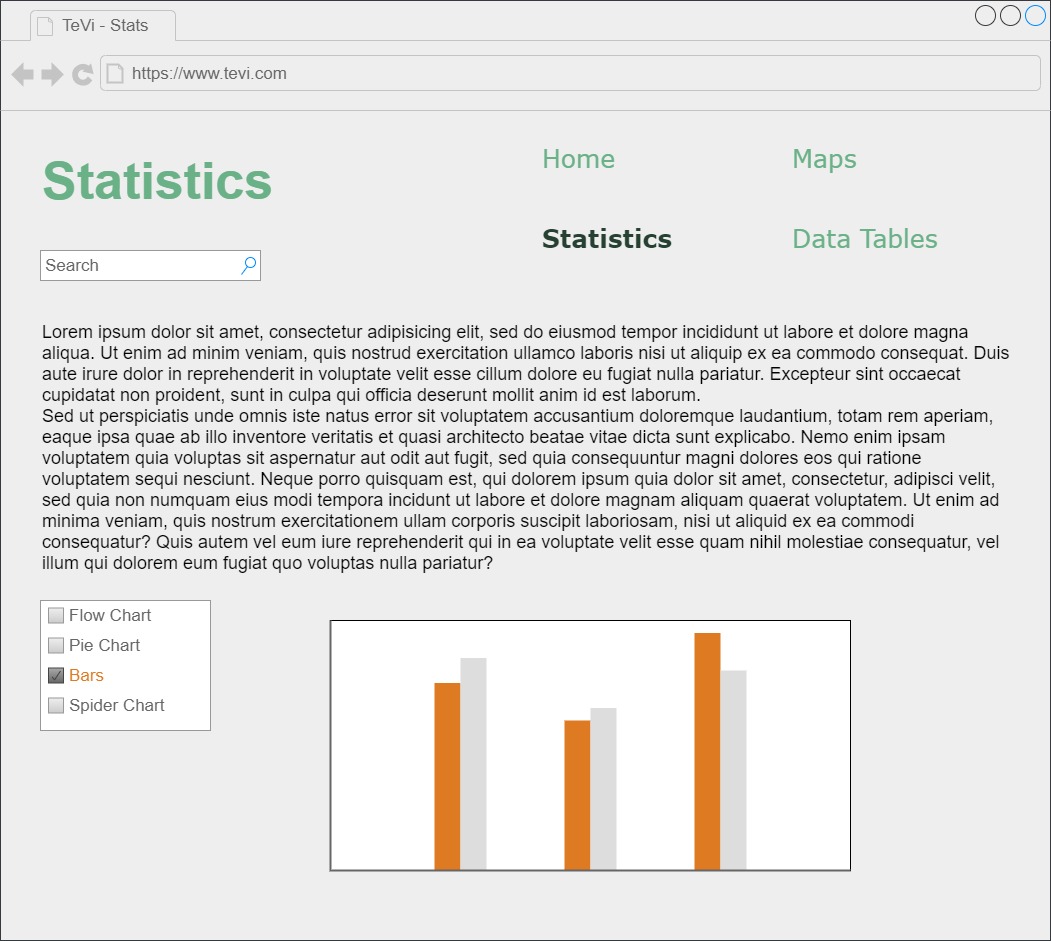 TeVi - Stats
https://www.tevi.com
Statistics
Home
Maps
Statistics
Data Tables
Search
Lorem ipsum dolor sit amet, consectetur adipisicing elit, sed do eiusmod tempor incididunt ut labore et dolore magna
aliqua. Ut enim ad minim veniam, quis nostrud exercitation ullamco laboris nisi ut aliquip ex ea commodo consequat. Duis
aute irure dolor in reprehenderit in voluptate velit esse cillum dolore eu fugiat nulla pariatur. Excepteur sint occaecat
cupidatat non proident, sunt in culpa qui officia deserunt mollit anim id est laborum.
Sed ut perspiciatis unde omnis iste natus error sit voluptatem accusantium doloremque laudantium, totam rem aperiam,
eaque ipsa quae ab illo inventore veritatis et quasi architecto beatae vitae dicta sunt explicabo. Nemo enim ipsam
voluptatem quia voluptas sit aspernatur aut odit aut fugit, sed quia consequuntur magni dolores eos qui ratione
voluptatem sequi nesciunt. Neque porro quisquam est, qui dolorem ipsum quia dolor sit amet, consectetur, adipisci velit,
sed quia non numquam eius modi tempora incidunt ut labore et dolore magnam aliquam quaerat voluptatem. Ut enim ad
minima veniam, quis nostrum exercitationem ullam corporis suscipit laboriosam, nisi ut aliquid ex ea commodi
consequatur? Quis autem vel eum iure reprehenderit qui in ea voluptate velit esse quam nihil molestiae consequatur, vel
illum qui dolorem eum fugiat quo voluptas nulla pariatur?
Flow Chart
Pie Chart
Bars
Spider Chart